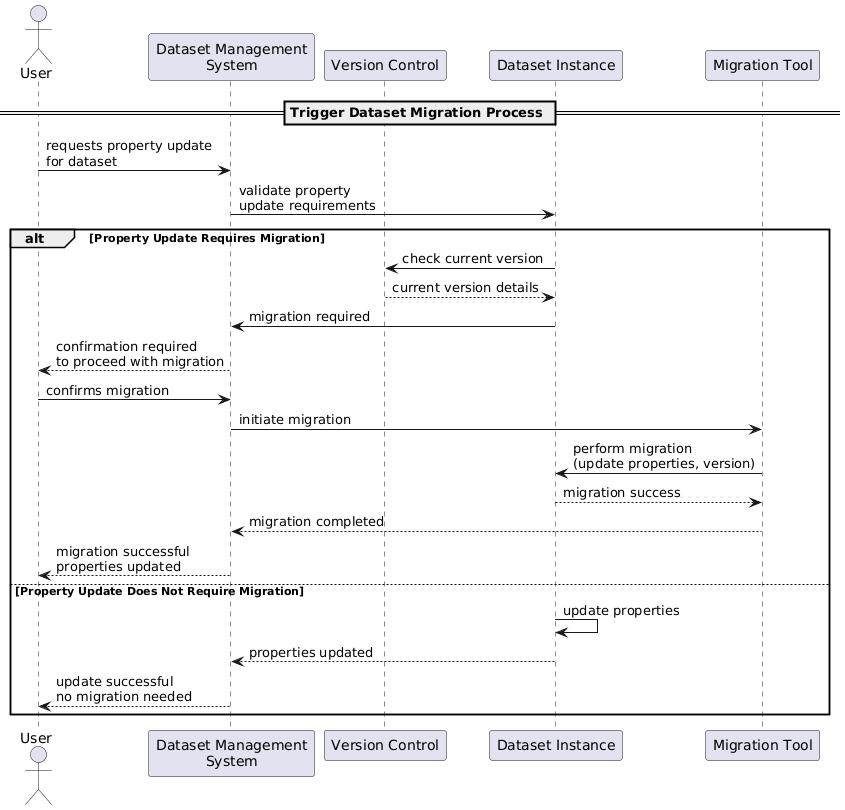 User
Dataset Management
System
Version Control
Dataset Instance
Migration Tool
Trigger Dataset Migration Process
requests property update
for dataset
validate property
update requirements
alt
[Property Update Requires Migration]
check current version
current version details
migration required
confirmation required
to proceed with migration
confirms migration
initiate migration
perform migration
(update properties, version)
migration success
migration completed
migration successful
properties updated
[Property Update Does Not Require Migration]
update properties
properties updated
update successful
no migration needed
User
Dataset Management
System
Version Control
Dataset Instance
Migration Tool